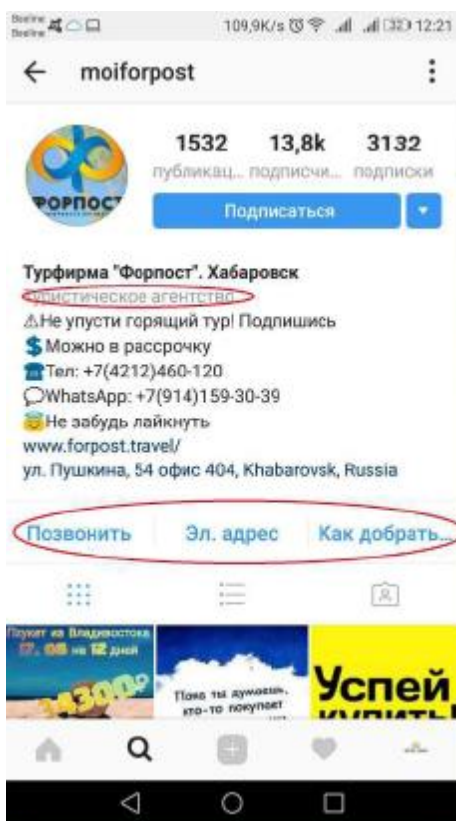 Beeline
Beeline
109,9K/s
12:21
moiforpost
1532 13,8k 3132
публикац... подписчи... подписки
ФОРПОСТ
Подписаться
Турфирма "Форпост". Хабаровск
Туристическое агентство
⚠Не упусти горящий тур! Подпишись
💲Можно в рассрочку
☎Тел: +7(4212)460-120
💬WhatsApp: +7(914)159-30-39
😇Не забудь лайкнуть
www.forpost.travel/
ул. Пушкина, 54 офис 404, Khabarovsk, Russia
Позвонить Эл. адрес Как добрать...
Пхукет из Владивостока
17.08 на 12 дней
34300
Пока ты думаешь,
кто-то покупает
Успей
купить!